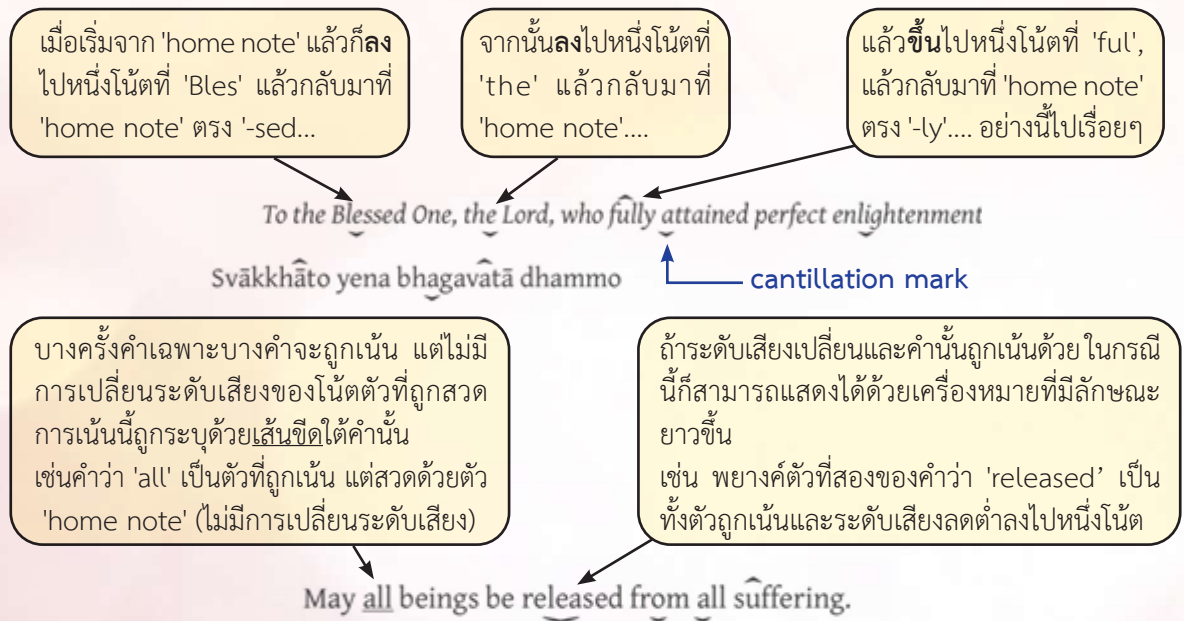 เมื่อเริ่มจาก 'home note' แล้วก็ลง
ไปหนึ่งโน้ตที่ 'Bles' แล้วกลับมาที่
'home note' ตรง '-sed...
จากนั้นลงไปหนึ่งโน้ตที่
'the' แล้วกลับมาที่
'home note'....
แล้วขึ้นไปหนึ่งโน้ตที่ 'ful',
แล้วกลับมาที่ 'home note'
ตรง '-ly'.... อย่างนี้ไปเรื่อยๆ
To the Blessed One, the Lord, who fully attained perfect enlightenment
Svākkhāto yena bhagavatā dhammo
cantillation mark
บางครั้งคำเฉพาะบางคำจะถูกเน้น แต่ไม่มี
การเปลี่ยนระดับเสียงของโน้ตตัวที่ถูกสวด
การเน้นนี้ถูกระบุด้วยเส้นขีดใต้คำนั้น
เช่นคำว่า 'all' เป็นตัวที่ถูกเน้น แต่สวดด้วยตัว
'home note' (ไม่มีการเปลี่ยนระดับเสียง)
ถ้าระดับเสียงเปลี่ยนและคำนั้นถูกเน้นด้วย ในกรณี
นี้ก็สามารถแสดงได้ด้วยเครื่องหมายที่มีลักษณะ
ยาวขึ้น
เช่น พยางค์ตัวที่สองของคำว่า 'released’ เป็น
ทั้งตัวถูกเน้นและระดับเสียงลดต่ำลงไปหนึ่งโน้ต
May all beings be released from all suffering.